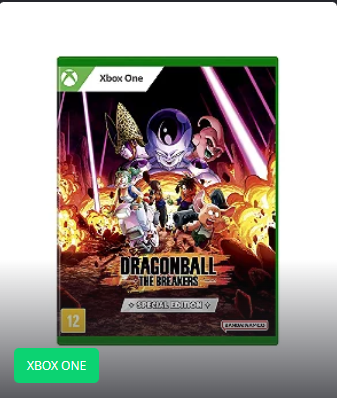 Xbox One
DRAGONBALL
THE BREAKERS
SPECIAL EDITION
12
BANDAI NAMCO
XBOX ONE